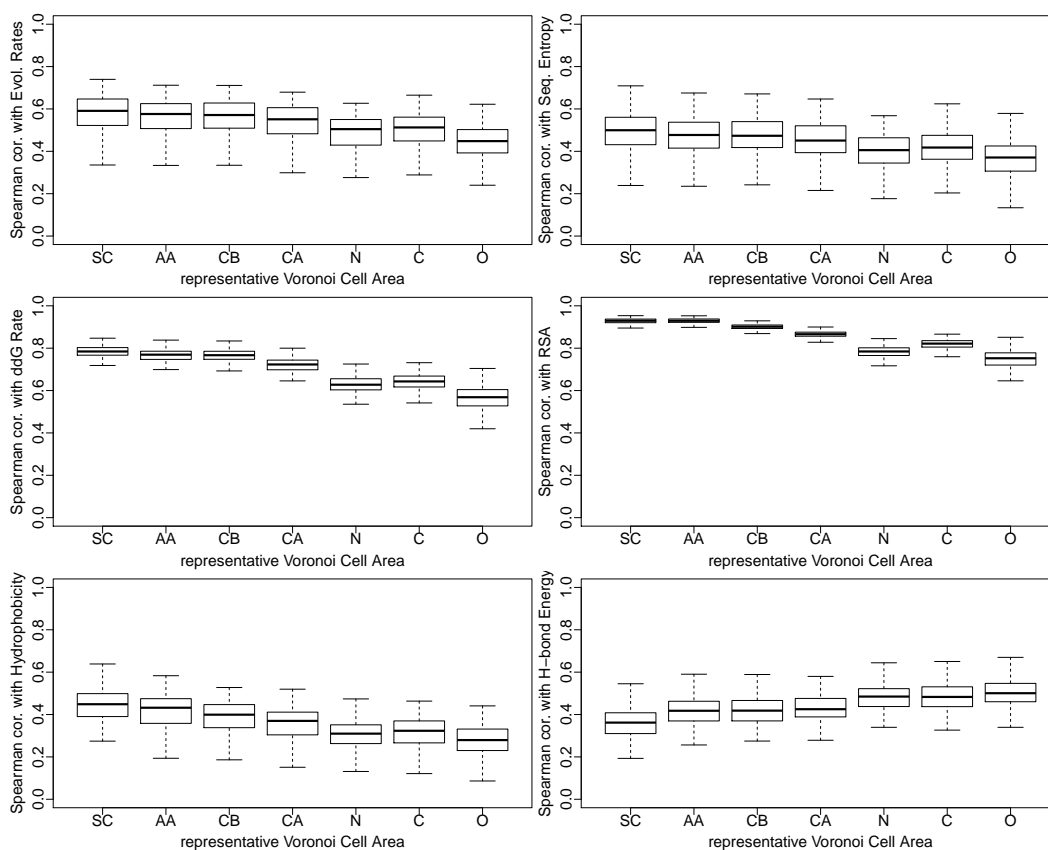 Spearman cor. with Evol. Rates
0.0 0.2 0.4 0.6 0.8 1.0
SC AA CB CA N C O
representative Voronoi Cell Area
Spearman cor. with Seq. Entropy
0.0 0.2 0.4 0.6 0.8 1.0
SC AA CB CA N C O
representative Voronoi Cell Area
Spearman cor. with ddG Rate
0.0 0.2 0.4 0.6 0.8 1.0
SC AA CB CA N C O
representative Voronoi Cell Area
Spearman cor. with RSA
0.0 0.2 0.4 0.6 0.8 1.0
SC AA CB CA N C O
representative Voronoi Cell Area
Spearman cor. with Hydrophobicity
0.0 0.2 0.4 0.6 0.8 1.0
SC AA CB CA N C O
representative Voronoi Cell Area
Spearman cor. with H−bond Energy
0.0 0.2 0.4 0.6 0.8 1.0
SC AA CB CA N C O
representative Voronoi Cell Area